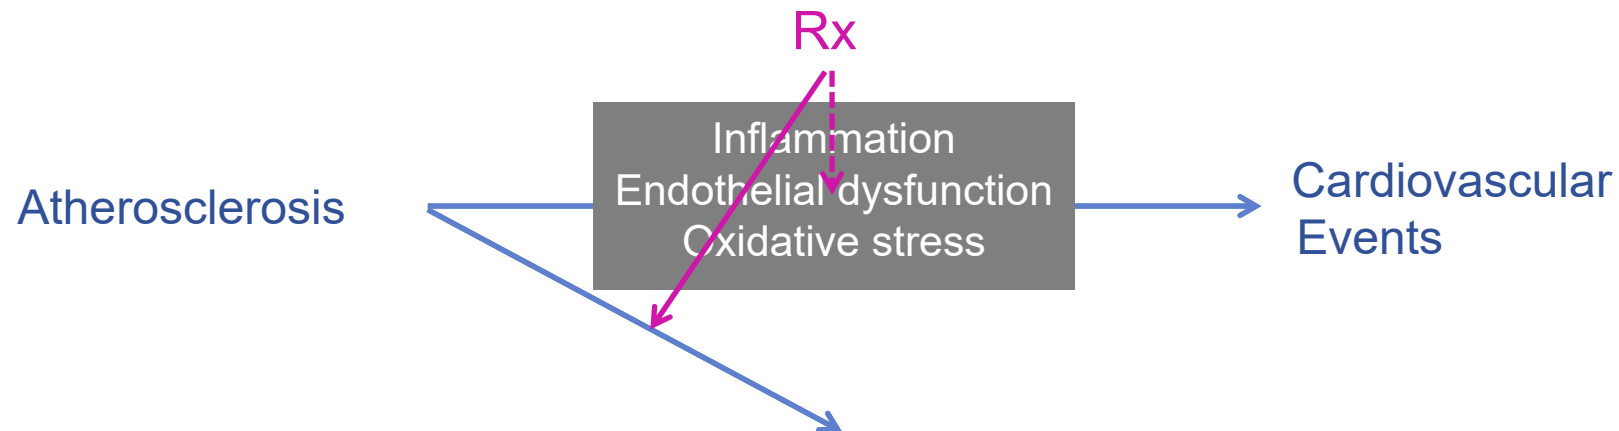 Rx
Inflammation
Endothelial dysfunction
Oxidative stress
Atherosclerosis
Cardiovascular
Events